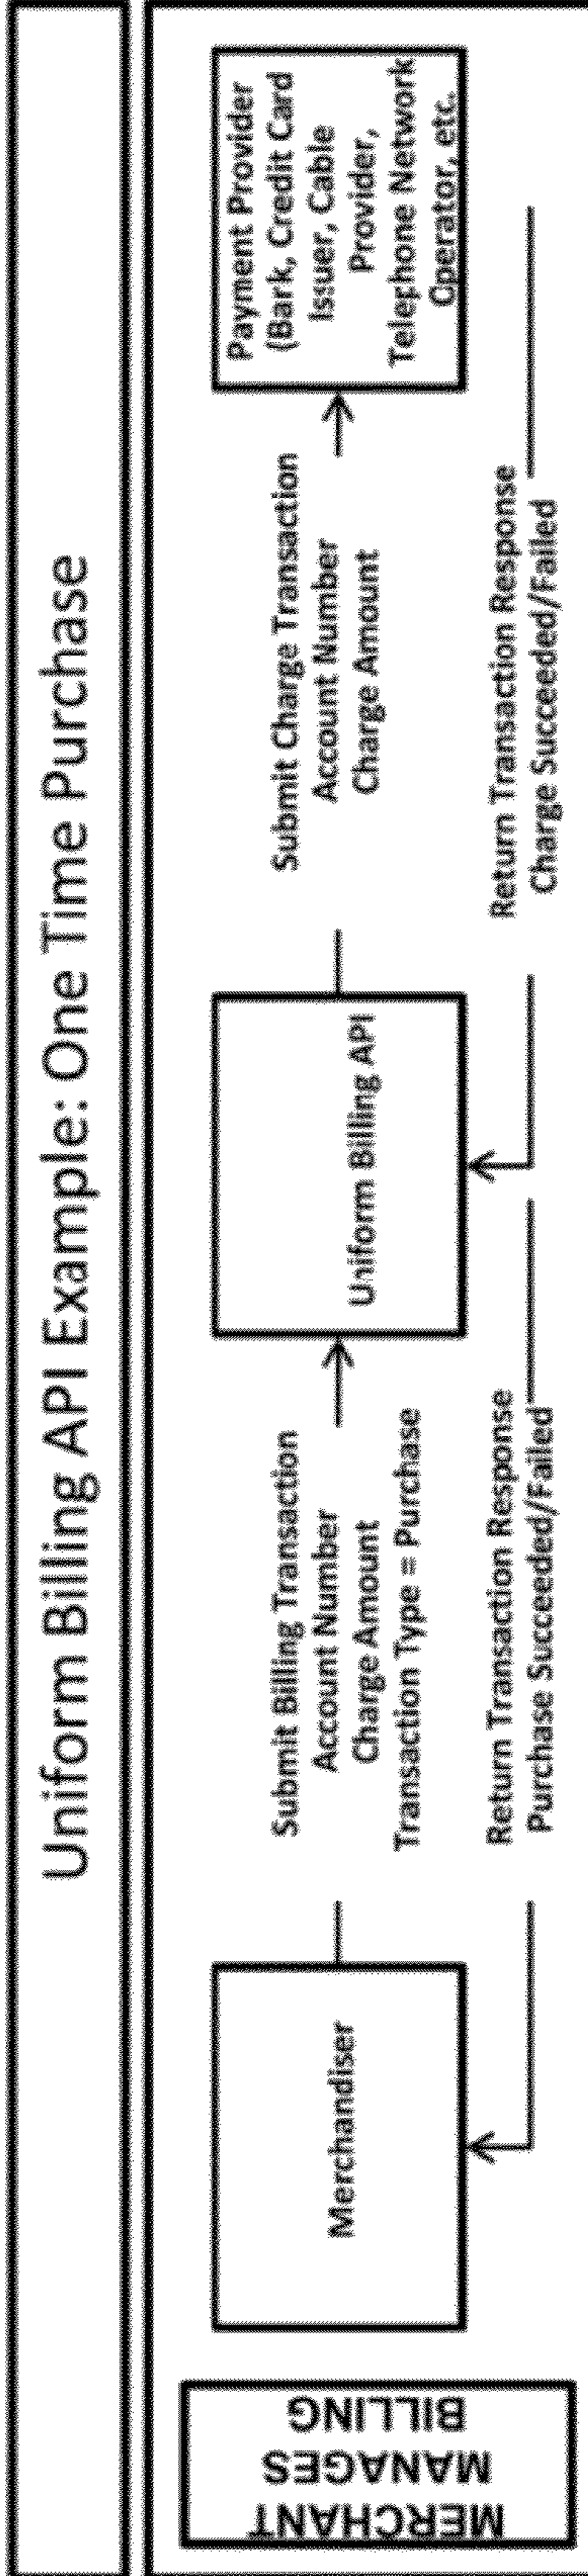 Uniform Billing API Example: One Time Purchase
MERCHANT
MANAGES
BILLING
Merchandiser
Submit Billing Transaction
Account Number
Charge Amount
Transaction Type = Purchase
Uniform Billing API
Submit Charge Transaction
Account Number
Charge Amount
Payment Provider
(Bark, Credit Card
Issuer, Cable
Provider,
Telephone Network
Operator, etc.
Return Transaction Response
Purchase Succeeded/Failed
Return Transaction Response
Charge Succeeded/Failed